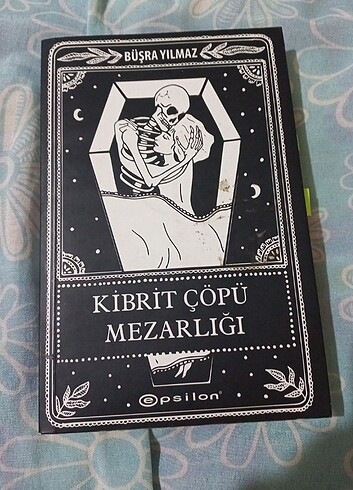 BÜŞRA YILMAZ
KİBRİT ÇÖPÜ
MEZARLIĞI
epsilon